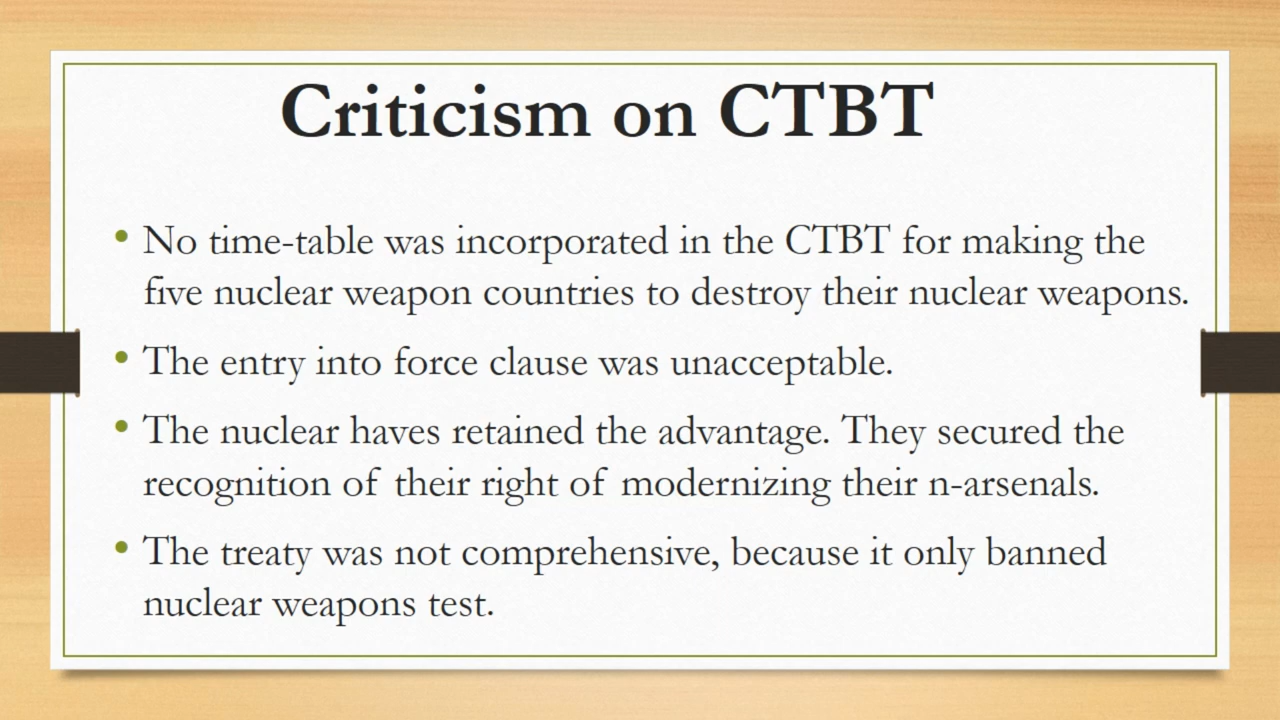 Criticism on CTBT
• No time-table was incorporated in the CTBT for making the
five nuclear weapon countries to destroy their nuclear weapons.
• The entry into force clause was unacceptable.
• The nuclear haves retained the advantage. They secured the
recognition of their right of modernizing their n-arsenals.
• The treaty was not comprehensive, because it only banned
nuclear weapons test.